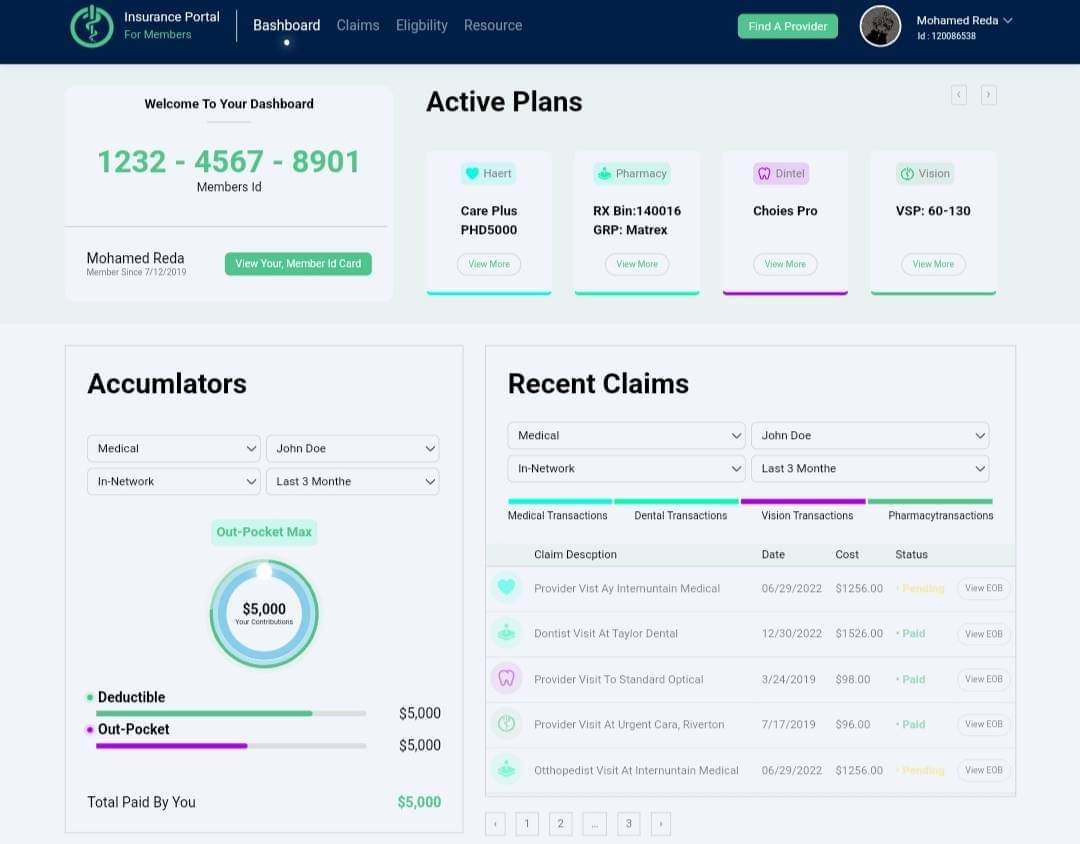 Insurance Portal
For Members
Dashboard Claims Eligbility Resource
Find A Provider
Mohamed Reda
Id : 120086538
Welcome To Your Dashboard
1232 - 4567 - 8901
Members Id
Mohamed Reda
Member Since 7/12/2019
View Your, Member Id Card
Active Plans
‹ ›
Haert
Care Plus
PHD5000
View More
Pharmacy
RX Bin:140016
GRP: Matrex
View More
Dintel
Choies Pro
View More
Vision
VSP: 60-130
View More
Accumlators
Medical John Doe
In-Network Last 3 Monthe
Out-Pocket Max
$5,000
Your Contributions
Deductible
$5,000
Out-Pocket
$5,000
Total Paid By You $5,000
Recent Claims
Medical John Doe
In-Network Last 3 Monthe
Medical Transactions Dental Transactions Vision Transactions Pharmacytransactions
Claim Descption Date Cost Status
Provider Vist Ay Internuntain Medical 06/29/2022 $1256.00 • Pending View EOB
Dontist Visit At Taylor Dental 12/30/2022 $1526.00 • Paid View EOB
Provider Visit To Standard Optical 3/24/2019 $98.00 • Paid View EOB
Provider Visit At Urgent Cara, Riverton 7/17/2019 $96.00 • Paid View EOB
Otthopedist Visit At Internuntain Medical 06/29/2022 $1256.00 • Pending View EOB
‹ 1 2 ... 3 ›